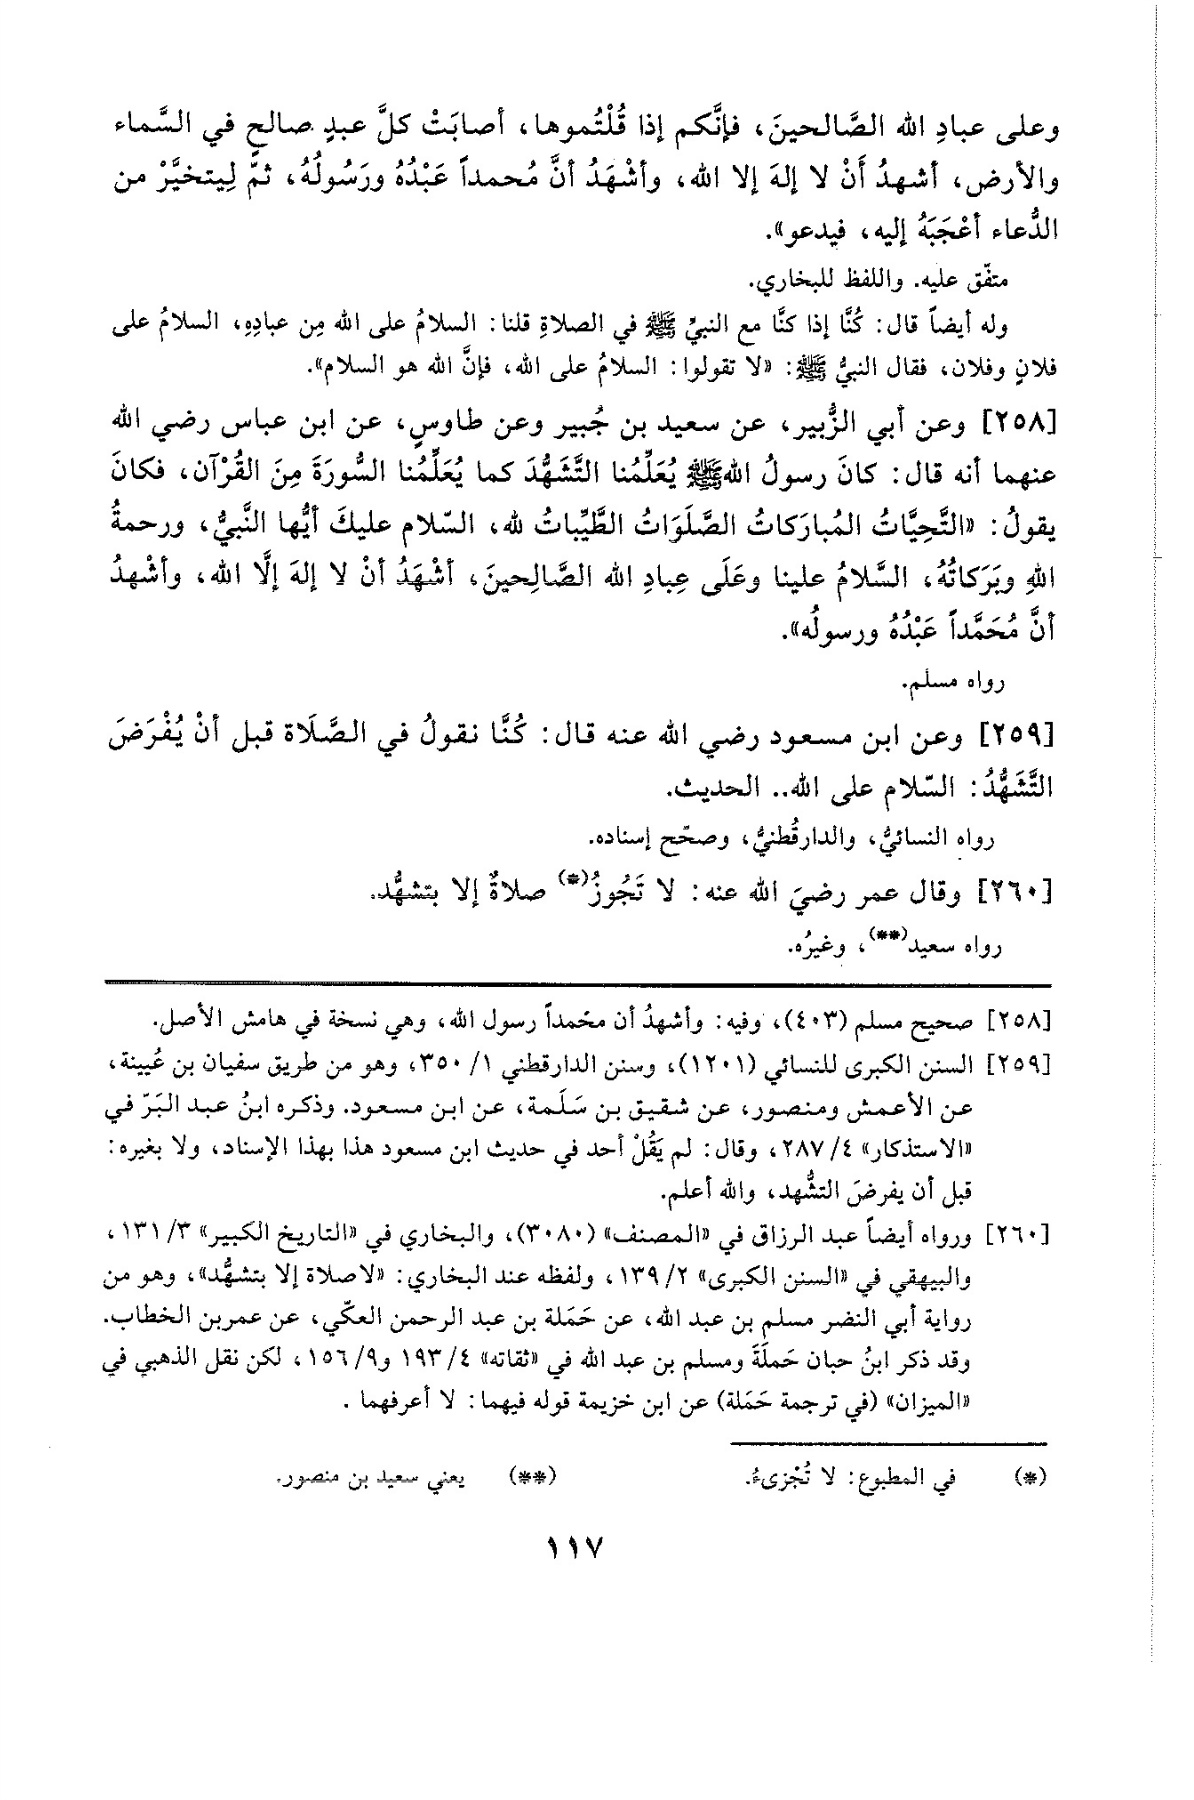 وعلى عبادِ الله الصَّالحينَ، فإنَّكم إذا قُلْتُموها، أصابَتْ كلَّ عبدٍ صالحٍ في السَّماء
والأرض، أشهدُ أَنْ لا إلهَ إلا الله، وأشْهَدُ أنَّ مُحمداً عَبْدُهُ ورَسُولُهُ، ثمّ لِيتخيَّرْ من
الدُّعاء أعْجَبَهُ إليه، فيدعو».
متفّق عليه. واللفظ للبخاري.
وله أيضاً قال: كُنَّا إذا كنَّا مع النبيِّ ﷺ في الصلاةِ قلنا: السلامُ على الله مِن عبادِهِ، السلامُ على
فلانٍ وفلان، فقال النبيُّ ﷺ: «لا تقولوا: السلامُ على الله، فإنَّ الله هو السلام».
[٢٥٨] وعن أبي الزُّبير، عن سعيد بن جُبير وعن طاوسٍ، عن ابن عباس رضي الله
عنهما أنه قال: كانَ رسولُ اللهﷺ يُعَلِّمُنا التَّشَهُّدَ كما يُعَلِّمُنا السُّورَةَ مِنَ القُرْآن، فكانَ
يقولُ: «التَّحِيَّاتُ المُبارَكاتُ الصَّلَوَاتُ الطَّيِّباتُ لله، السّلام عليكَ أيُّها النَّبيُّ، ورحمةُ
اللهِ وبَرَكاتُهُ، السَّلامُ علينا وعَلَى عِبادِ الله الصَّالِحينَ، أشْهَدُ أنْ لا إلهَ إلَّا الله، وأشْهدُ
أنَّ مُحَمَّداً عَبْدُهُ ورسولُه».
رواه مسلم.
[٢٥٩] وعن ابن مسعود رضي الله عنه قال: كُنَّا نقولُ في الصَّلَاة قبل أنْ يُفْرَضَ
التَّشَهُّدُ: السّلام على الله.. الحديث.
رواه النسائيُّ، والدارقُطنيُّ، وصحّح إسناده.
[٢٦٠] وقال عمر رضيَ الله عنه: لا تَجُوزُ(*) صلاةٌ إلا بتشهُّد.
رواه سعيد(**)، وغيرُه.
[٢٥٨] صحيح مسلم (٤٠٣)، وفيه: وأشهدُ أن محّمداً رسول الله، وهي نسخة في هامش الأصل.
[٢٥٩] السنن الكبرى للنسائي (١٢٠١)، وسنن الدارقطني ١/ ٣٥٠، وهو من طريق سفيان بن عُيينة،
عن الأعمش ومنصور، عن شقيق بن سَلَمة، عن ابن مسعود. وذكره ابنُ عبد البَرّ في
«الاستذكار» ٤/ ٢٨٧، وقال: لم يَقُلْ أحد في حديث ابن مسعود هذا بهذا الإسناد، ولا بغيره:
قبل أن يفرضَ التشُّهد، والله أعلم.
[٢٦٠] ورواه أيضاً عبد الرزاق في «المصنف» (٣٠٨٠)، والبخاري في «التاريخ الكبير» ٣/ ١٣١،
والبيهقي في «السنن الكبرى» ٢/ ١٣٩، ولفظه عند البخاري: «لاصلاة إلا بتشهُّد»، وهو من
رواية أبي النضر مسلم بن عبد الله، عن حَمَلة بن عبد الرحمن العكّي، عن عمربن الخطاب.
وقد ذكر ابنُ حبان حَملَةَ ومسلم بن عبد الله في «ثقاته» ٤/ ١٩٣ و٩/ ١٥٦، لكن نقل الذهبي في
«الميزان» (في ترجمة حَمَلة) عن ابن خزيمة قوله فيهما: لا أعرفهما .
(*) في المطبوع: لا تُجْزىءُ. (**) يعني سعيد بن منصور.
١١٧